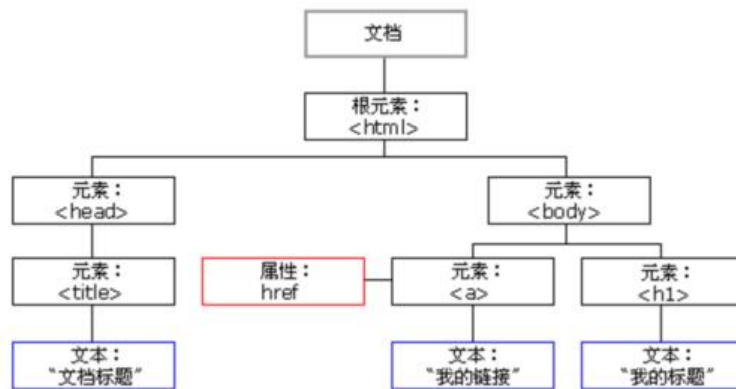 文档
根元素：
<html>
元素：
<head>
元素：
<body>
元素：
<title>
属性：
href
元素：
<a>
元素：
<h1>
文本：
“文档标题”
文本：
“我的链接”
文本：
“我的标题”